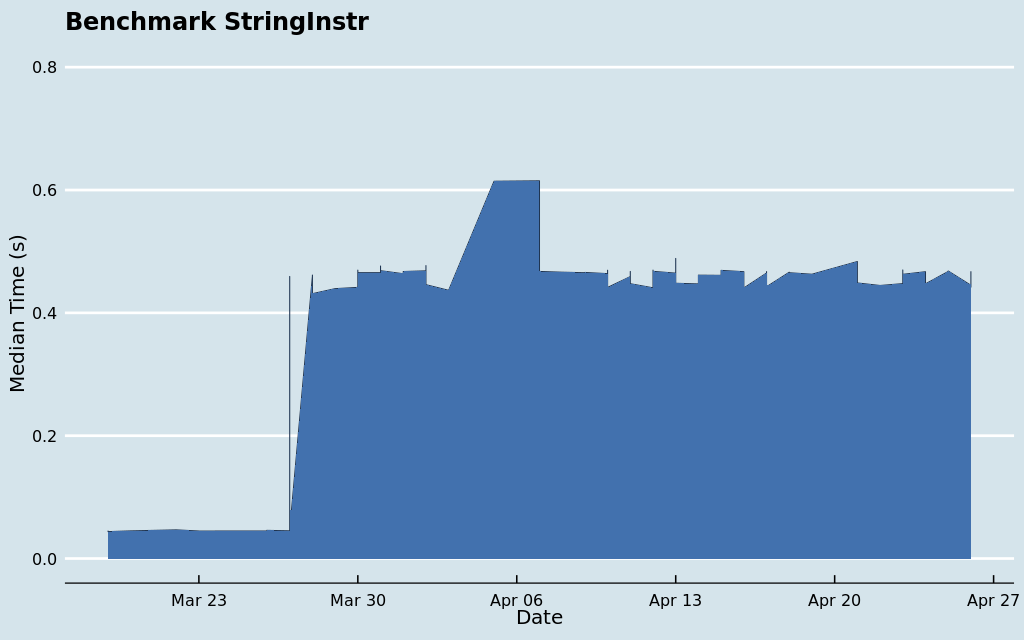 Benchmark StringInstr
0.8
0.6
0.4
0.2
0.0
Median Time (s)
Mar 23 Mar 30 Apr 06 Apr 13 Apr 20 Apr 27
Date